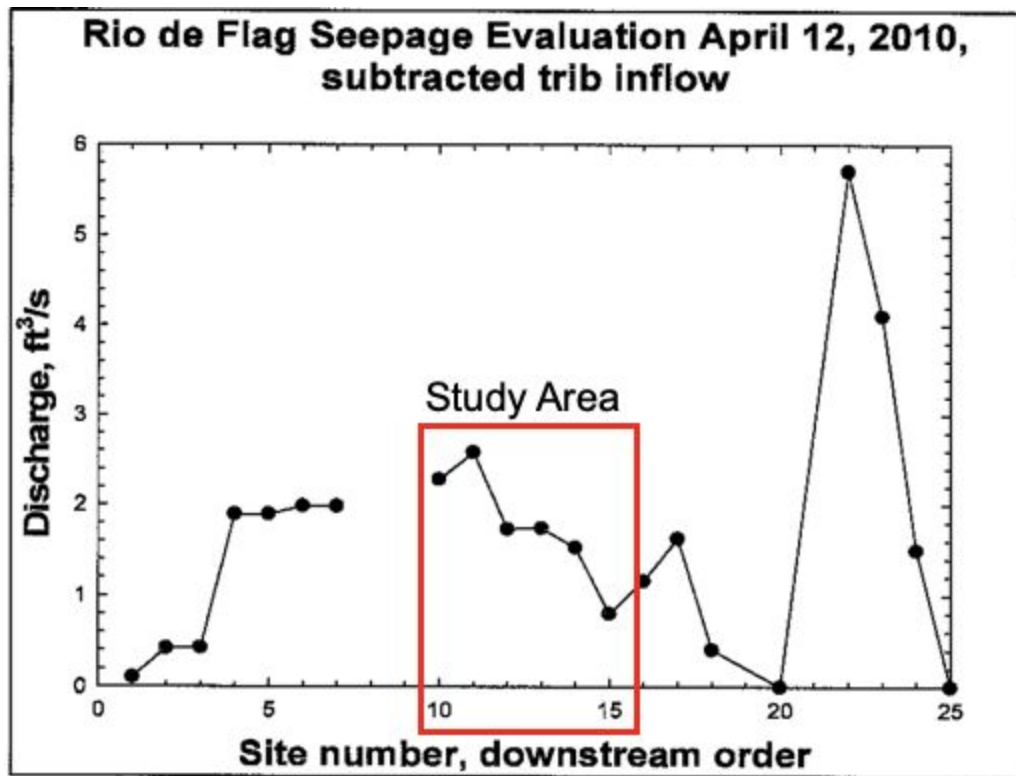 Rio de Flag Seepage Evaluation April 12, 2010,
subtracted trib inflow
6
5
4
3
2
1
0
Discharge, ft³/s
Study Area
0 5 10 15 20 25
Site number, downstream order